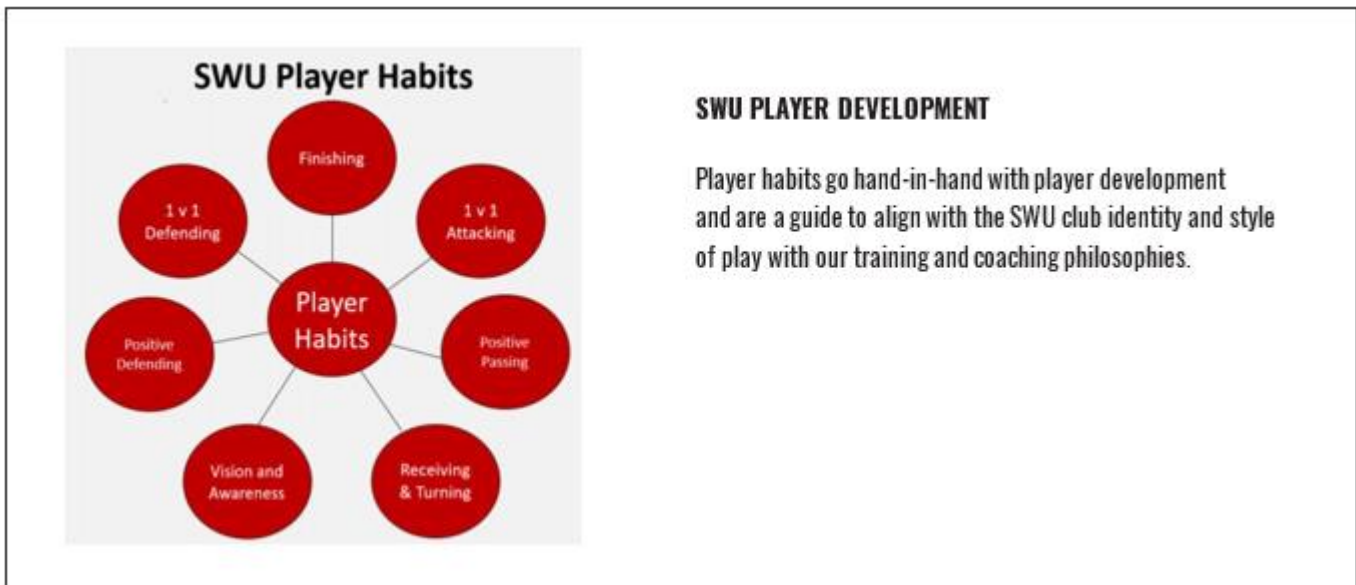 SWU Player Habits
Finishing
1 v 1
Defending
1 v 1
Attacking
Player
Habits
Positive
Defending
Positive
Passing
Vision and
Awareness
Receiving
& Turning
SWU PLAYER DEVELOPMENT
Player habits go hand-in-hand with player development
and are a guide to align with the SWU club identity and style
of play with our training and coaching philosophies.